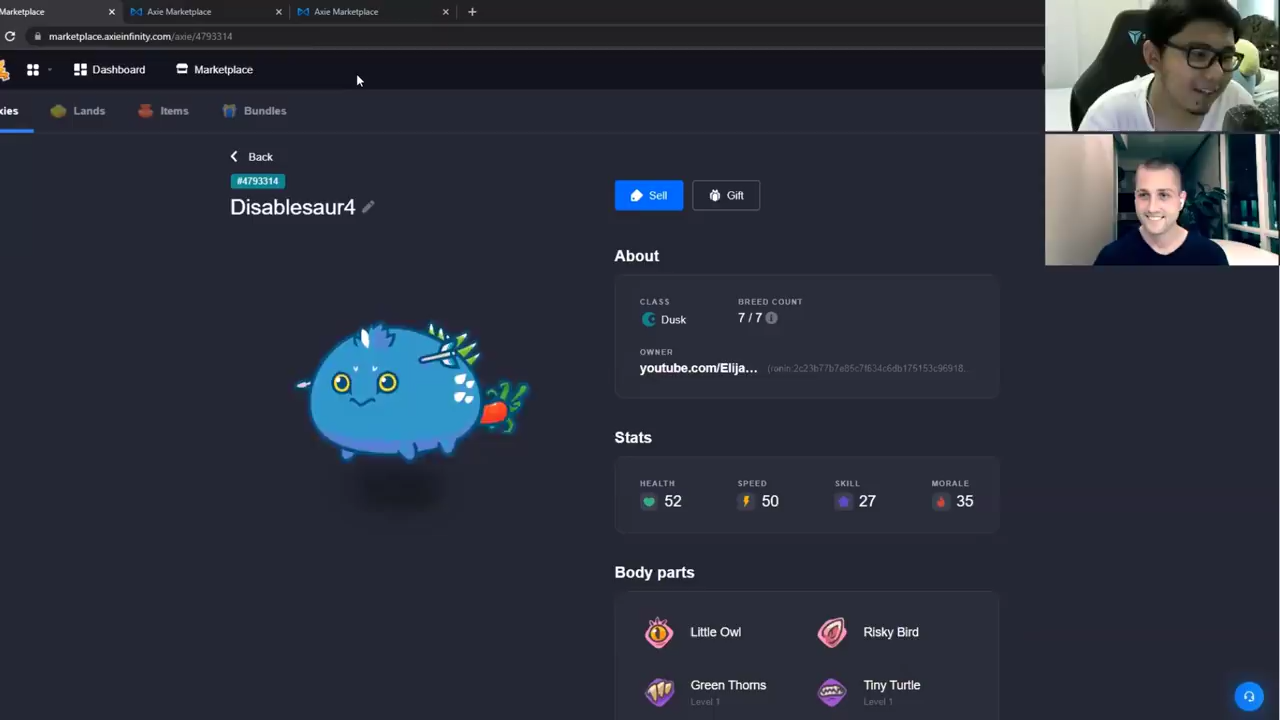 Marketplace
Axie Marketplace
Axie Marketplace
marketplace.axieinfinity.com/axie/4793314
Dashboard
Marketplace
xies
Lands
Items
Bundles
Back
#4793314
Disablesaur4
Sell
Gift
About
CLASS
BREED COUNT
Dusk
7 / 7
OWNER
youtube.com/Elija...
Stats
HEALTH
SPEED
SKILL
MORALE
52
50
27
35
Body parts
Little Owl
Risky Bird
Green Thorns
Tiny Turtle
Level 1
Level 1